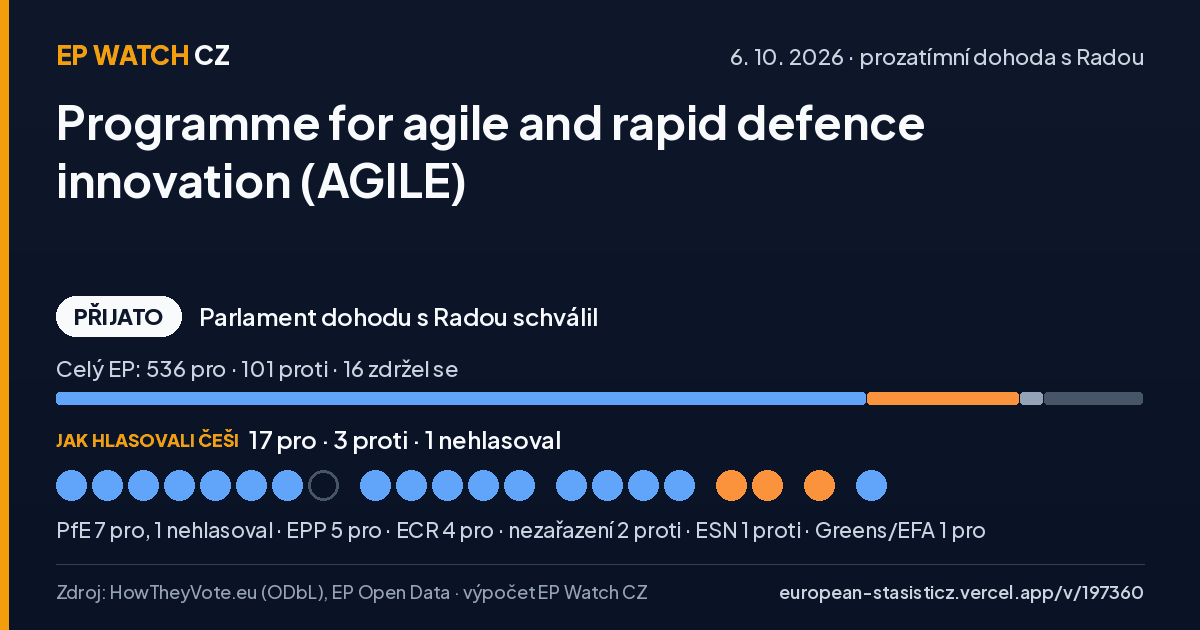 EP WATCH CZ
6. 10. 2026 · prozatímní dohoda s Radou
Programme for agile and rapid defence
innovation (AGILE)
PŘIJATO Parlament dohodu s Radou schválil
Celý EP: 536 pro · 101 proti · 16 zdržel se
JAK HLASOVALI ČEŠI 17 pro · 3 proti · 1 nehlasoval
PfE 7 pro, 1 nehlasoval · EPP 5 pro · ECR 4 pro · nezařazení 2 proti · ESN 1 proti · Greens/EFA 1 pro
Zdroj: HowTheyVote.eu (ODbL), EP Open Data · výpočet EP Watch CZ
european-stasisticz.vercel.app/v/197360